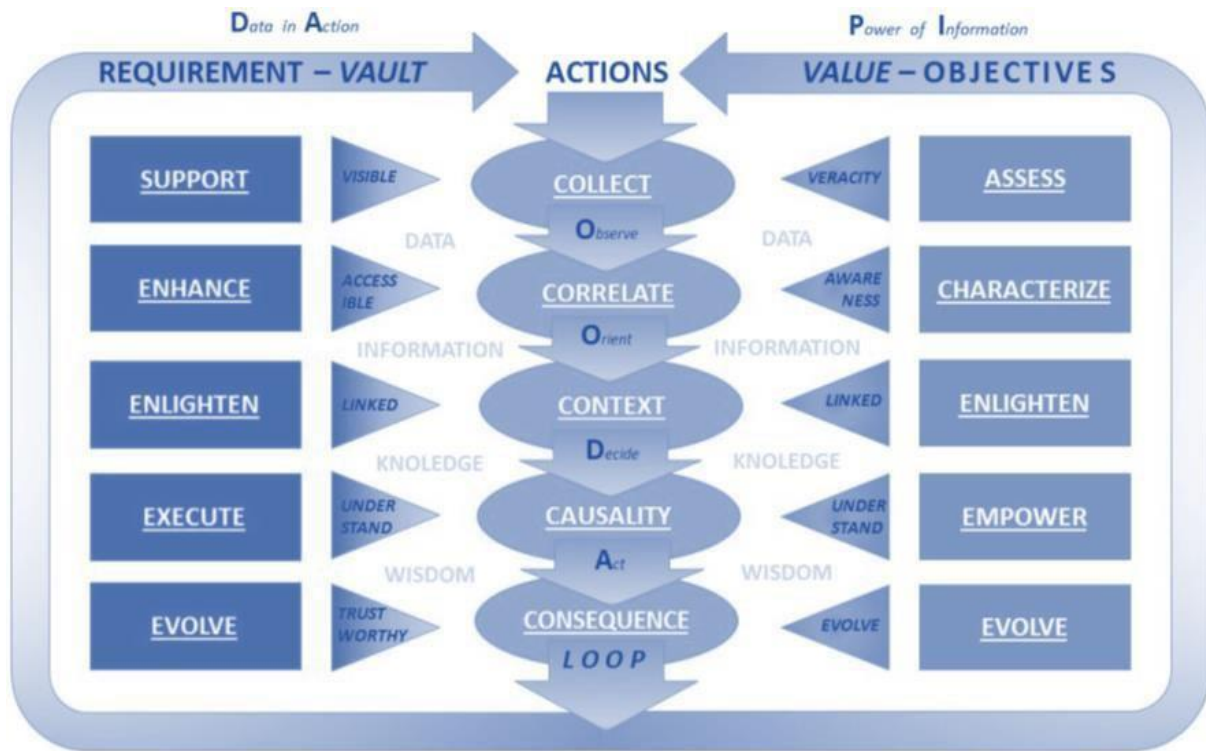 Data in Action
Power of Information
REQUIREMENT – VAULT
ACTIONS
VALUE – OBJECTIVES
SUPPORT
VISIBLE
COLLECT
VERACITY
ASSESS
DATA
Observe
DATA
ENHANCE
ACCESS
IBLE
CORRELATE
AWARE
NESS
CHARACTERIZE
INFORMATION
Orient
INFORMATION
ENLIGHTEN
LINKED
CONTEXT
LINKED
ENLIGHTEN
KNOLEDGE
Decide
KNOLEDGE
EXECUTE
UNDER
STAND
CAUSALITY
UNDER
STAND
EMPOWER
WISDOM
Act
WISDOM
EVOLVE
TRUST
WORTHY
CONSEQUENCE
EVOLVE
EVOLVE
LOOP